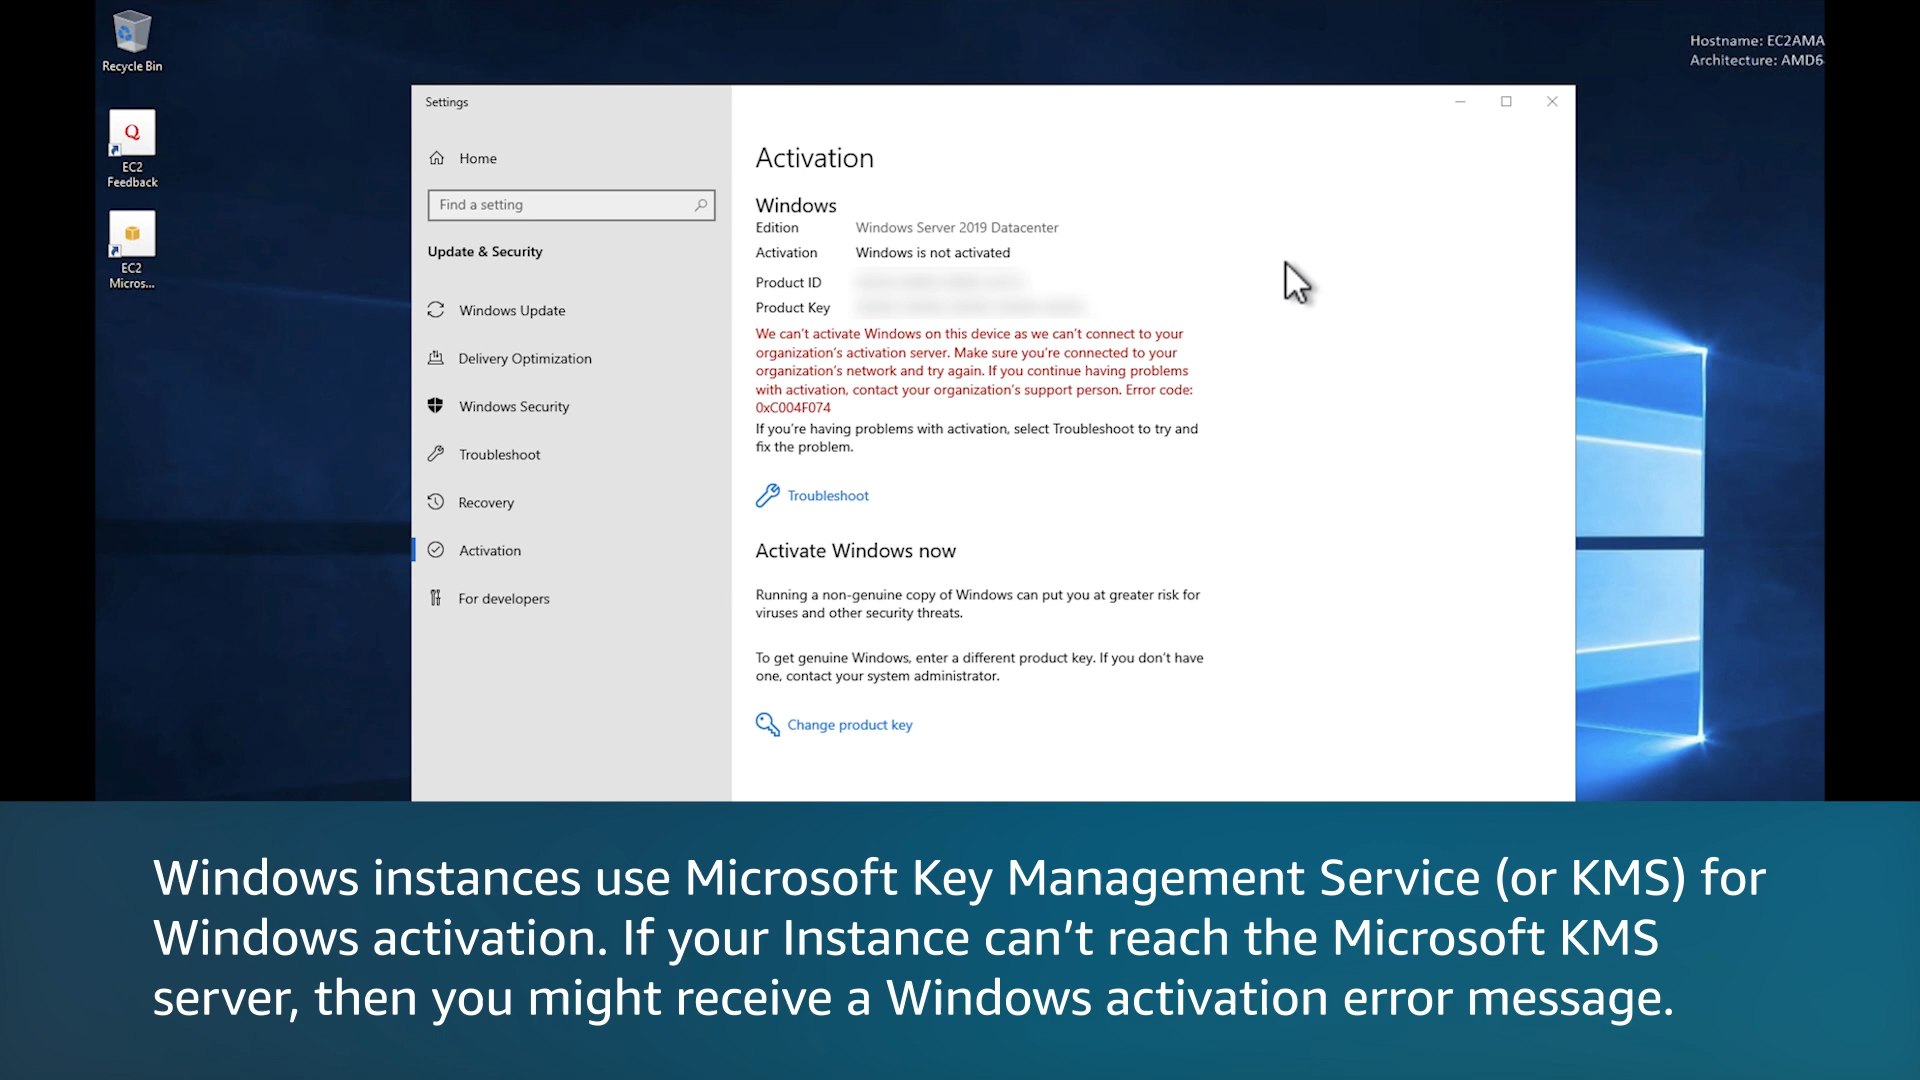 Recycle Bin
EC2
Feedback
EC2
Micros...
Hostname: EC2AMA
Architecture: AMD6
Settings
Home
Find a setting
Update & Security
Windows Update
Delivery Optimization
Windows Security
Troubleshoot
Recovery
Activation
For developers
Activation
Windows
Edition Windows Server 2019 Datacenter
Activation Windows is not activated
Product ID
Product Key
We can't activate Windows on this device as we can't connect to your
organization's activation server. Make sure you're connected to your
organization's network and try again. If you continue having problems
with activation, contact your organization's support person. Error code:
0xC004F074
If you're having problems with activation, select Troubleshoot to try and
fix the problem.
Troubleshoot
Activate Windows now
Running a non-genuine copy of Windows can put you at greater risk for
viruses and other security threats.
To get genuine Windows, enter a different product key. If you don't have
one, contact your system administrator.
Change product key
Windows instances use Microsoft Key Management Service (or KMS) for
Windows activation. If your Instance can't reach the Microsoft KMS
server, then you might receive a Windows activation error message.